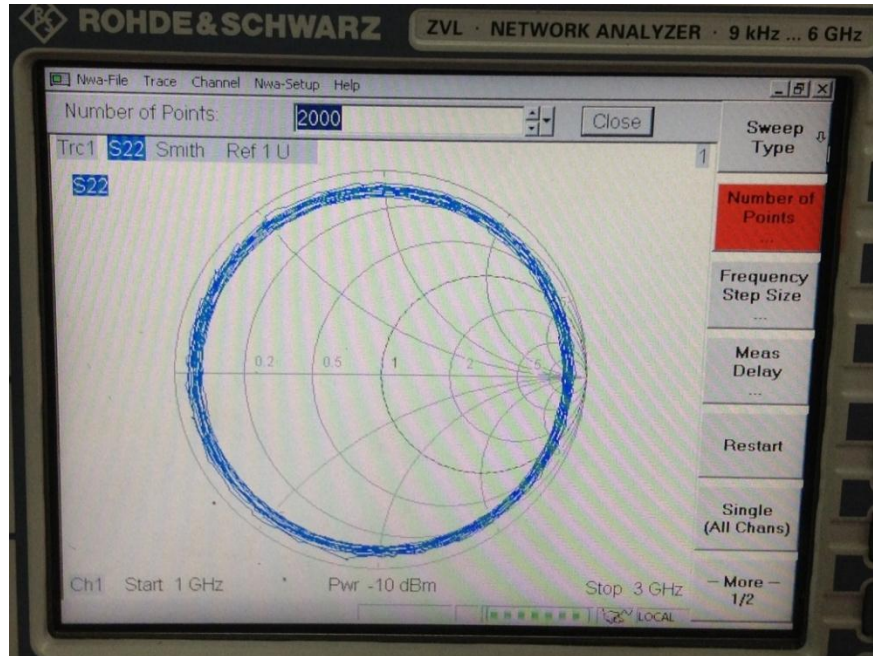 ROHDE&SCHWARZ
ZVL · NETWORK ANALYZER · 9 kHz ... 6 GHz
Nwa-File Trace Channel Nwa-Setup Help
Number of Points: 2000 Close
Trc1 S22 Smith Ref 1 U 1
S22
0.2 0.5 1 2 5
Ch1 Start 1 GHz Pwr -10 dBm Stop 3 GHz
LOCAL
Sweep
Type
Number of
Points
...
Frequency
Step Size
...
Meas
Delay
...
Restart
Single
(All Chans)
— More —
1/2